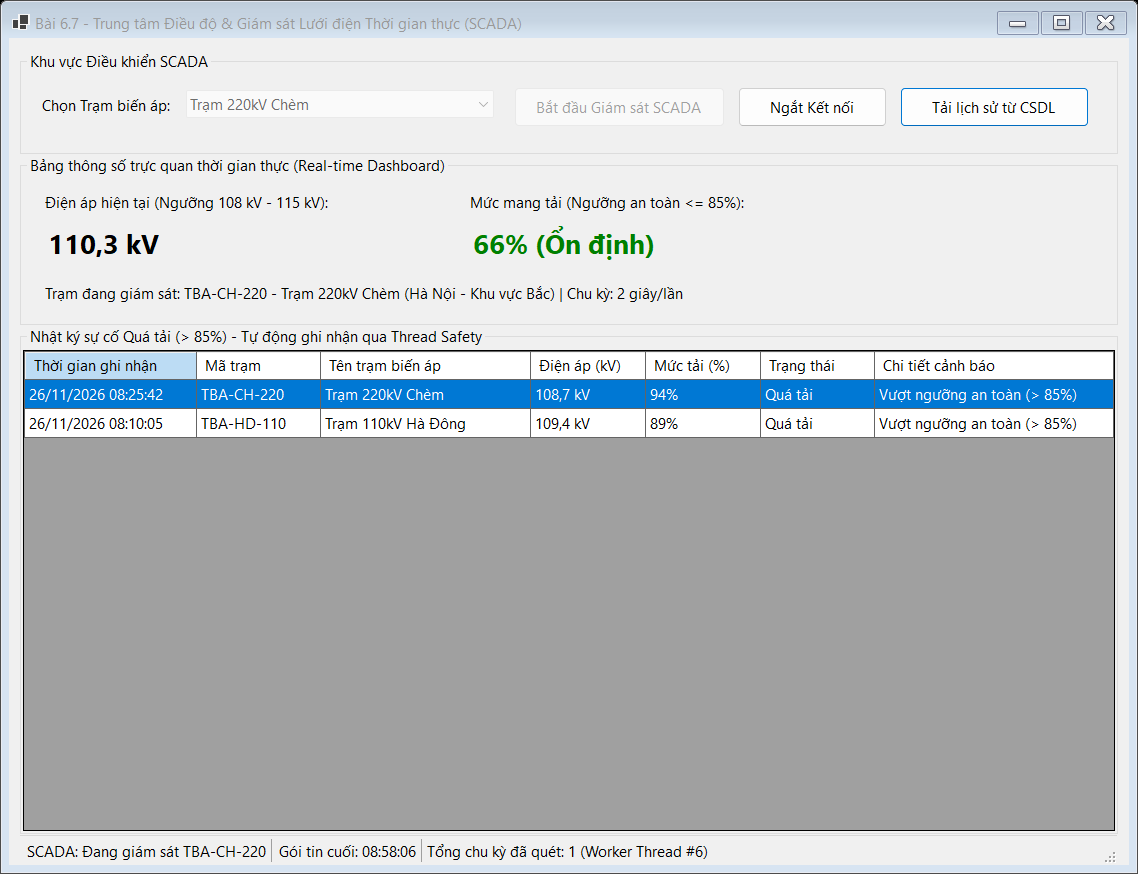 Bài 6.7 - Trung tâm Điều độ & Giám sát Lưới điện Thời gian thực (SCADA)
Khu vực Điều khiển SCADA
Chọn Trạm biến áp: Trạm 220kV Chèm Bắt đầu Giám sát SCADA Ngắt Kết nối Tải lịch sử từ CSDL
Bảng thông số trực quan thời gian thực (Real-time Dashboard)
Điện áp hiện tại (Ngưỡng 108 kV - 115 kV): Mức mang tải (Ngưỡng an toàn <= 85%):
110,3 kV 66% (Ổn định)
Trạm đang giám sát: TBA-CH-220 - Trạm 220kV Chèm (Hà Nội - Khu vực Bắc) | Chu kỳ: 2 giây/lần
Nhật ký sự cố Quá tải (> 85%) - Tự động ghi nhận qua Thread Safety
Thời gian ghi nhận Mã trạm Tên trạm biến áp Điện áp (kV) Mức tải (%) Trạng thái Chi tiết cảnh báo
26/11/2026 08:25:42 TBA-CH-220 Trạm 220kV Chèm 108,7 kV 94% Quá tải Vượt ngưỡng an toàn (> 85%)
26/11/2026 08:10:05 TBA-HD-110 Trạm 110kV Hà Đông 109,4 kV 89% Quá tải Vượt ngưỡng an toàn (> 85%)
SCADA: Đang giám sát TBA-CH-220 Gói tin cuối: 08:58:06 Tổng chu kỳ đã quét: 1 (Worker Thread #6)